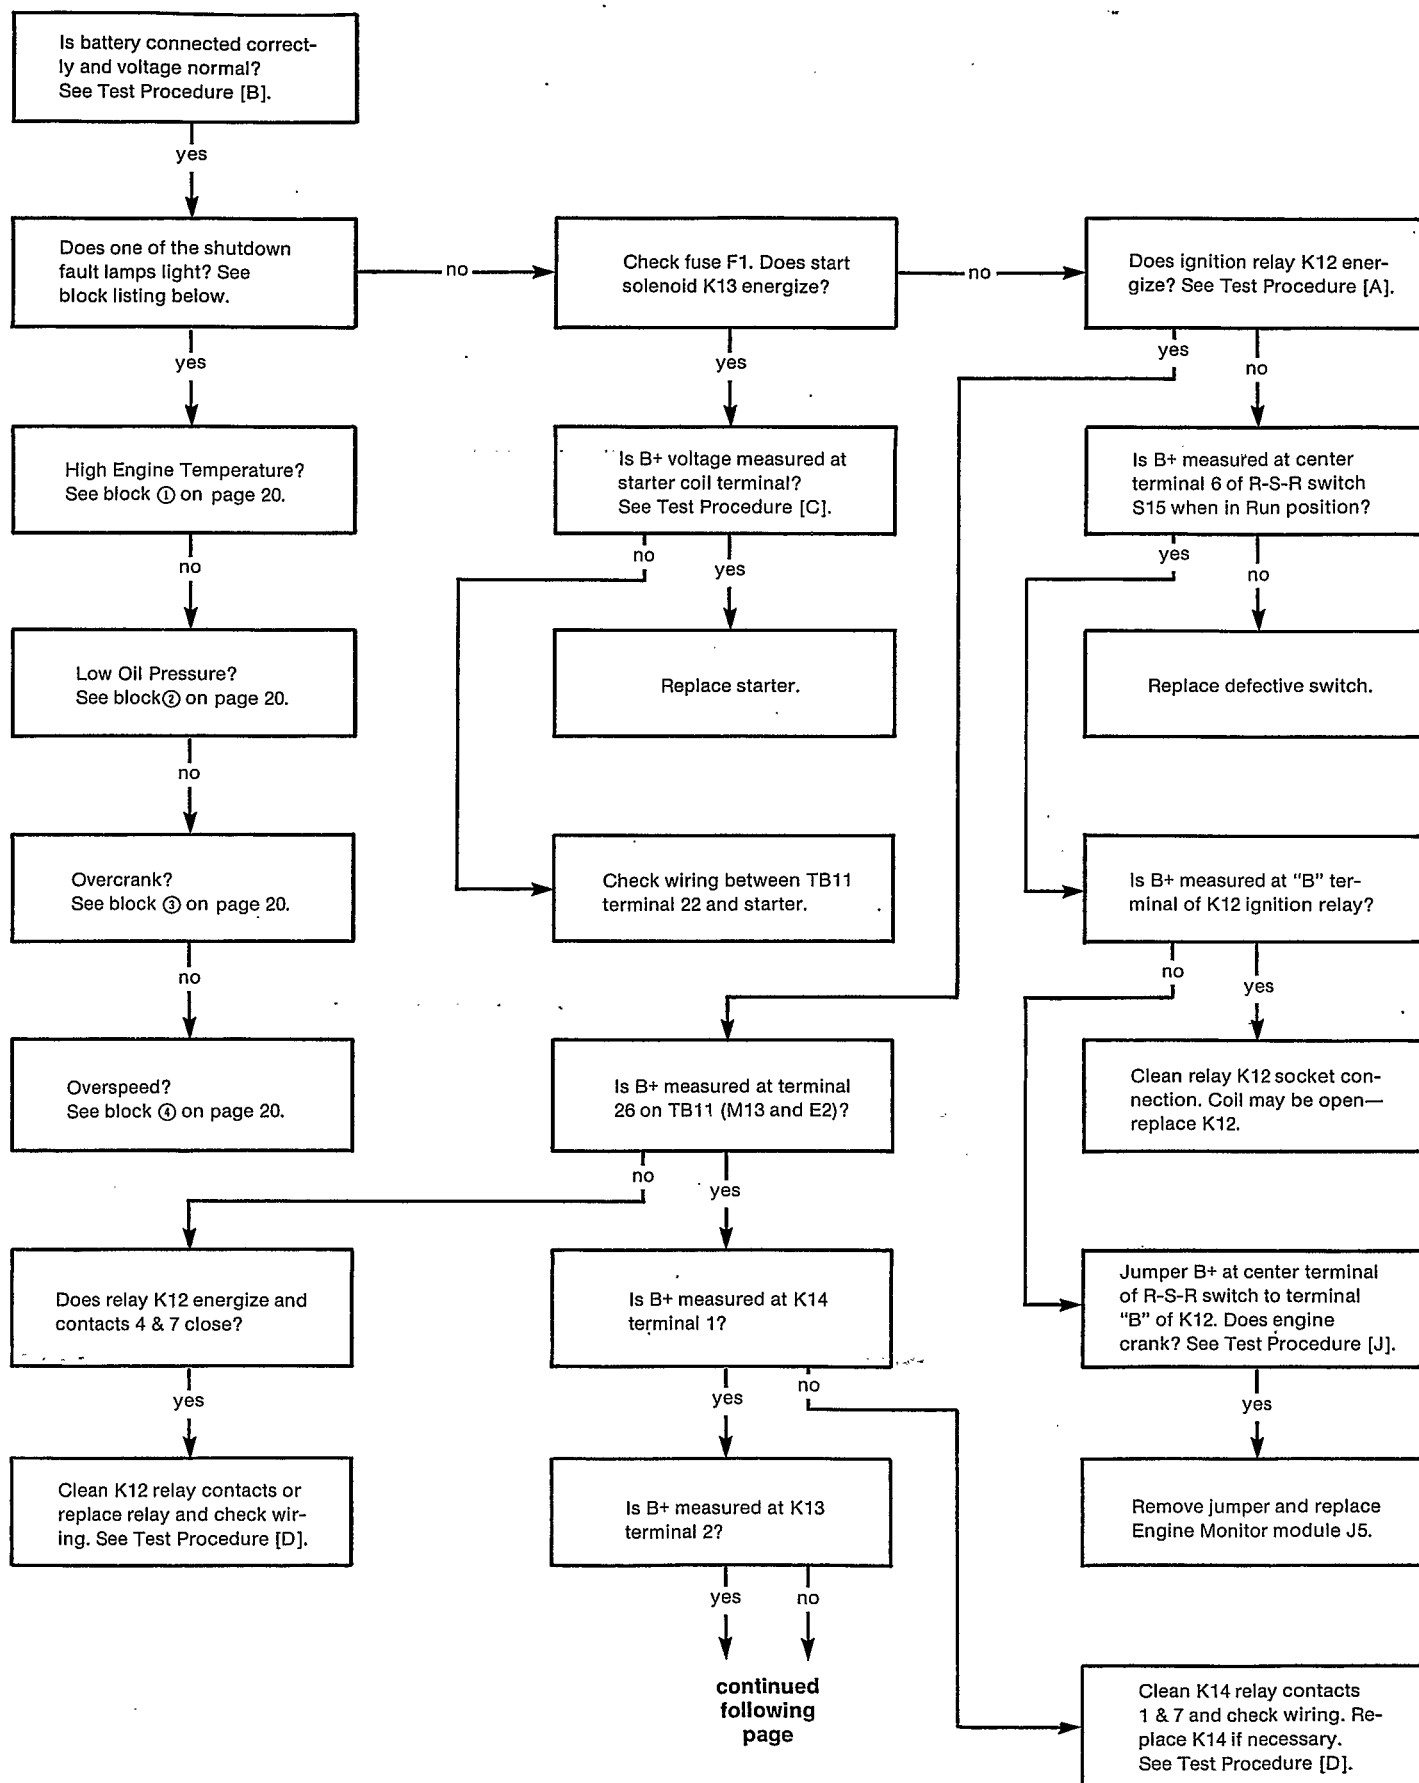 Is battery connected correct-
ly and voltage normal?
See Test Procedure [B].
yes
Does one of the shutdown
fault lamps light? See
block listing below.
no
Check fuse F1. Does start
solenoid K13 energize?
no
Does ignition relay K12 ener-
gize? See Test Procedure [A].
yes
yes
yes
no
High Engine Temperature?
See block ① on page 20.
Is B+ voltage measured at
starter coil terminal?
See Test Procedure [C].
Is B+ measured at center
terminal 6 of R-S-R switch
S15 when in Run position?
no
no
yes
yes
no
Low Oil Pressure?
See block② on page 20.
Replace starter.
Replace defective switch.
no
Overcrank?
See block ③ on page 20.
Check wiring between TB11
terminal 22 and starter.
Is B+ measured at "B" ter-
minal of K12 ignition relay?
no
no
yes
Overspeed?
See block ④ on page 20.
Is B+ measured at terminal
26 on TB11 (M13 and E2)?
Clean relay K12 socket con-
nection. Coil may be open—
replace K12.
no
yes
Does relay K12 energize and
contacts 4 & 7 close?
Is B+ measured at K14
terminal 1?
Jumper B+ at center terminal
of R-S-R switch to terminal
"B" of K12. Does engine
crank? See Test Procedure [J].
yes
yes
no
yes
Clean K12 relay contacts or
replace relay and check wir-
ing. See Test Procedure [D].
Is B+ measured at K13
terminal 2?
Remove jumper and replace
Engine Monitor module J5.
yes
no
continued
following
page
Clean K14 relay contacts
1 & 7 and check wiring. Re-
place K14 if necessary.
See Test Procedure [D].